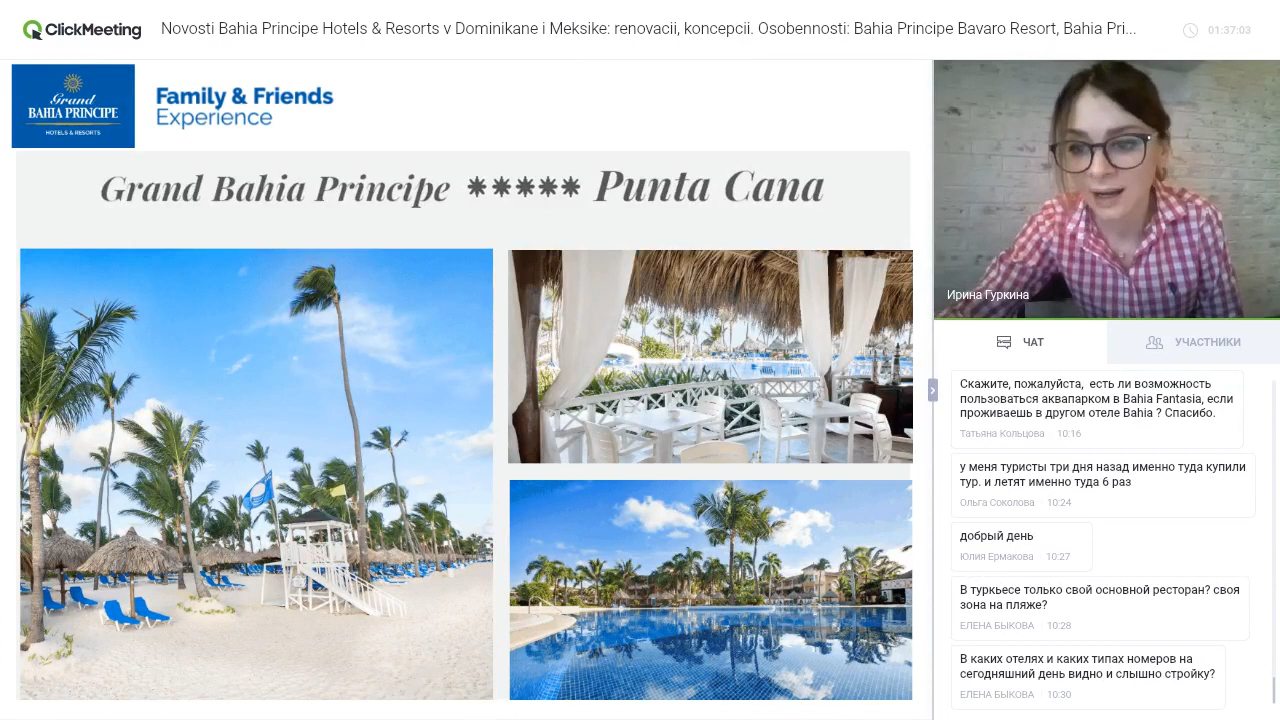 ClickMeeting
Novosti Bahia Principe Hotels & Resorts v Dominikane i Meksike: renovacii, koncepcii. Osobennosti: Bahia Principe Bavaro Resort, Bahia Pri...
01:37:03
Grand
BAHIA PRINCIPE
HOTELS & RESORTS
Family & Friends
Experience
Grand Bahia Principe ***** Punta Cana
Ирина Гуркина
ЧАТ
УЧАСТНИКИ
Скажите, пожалуйста, есть ли возможность
пользоваться аквапарком в Bahia Fantasia, если
проживаешь в другом отеле Bahia ? Спасибо.
Татьяна Кольцова 10:16
у меня туристы три дня назад именно туда купили
тур. и летят именно туда 6 раз
Ольга Соколова 10:24
добрый день
Юлия Ермакова 10:27
В туркьесе только свой основной ресторан? своя
зона на пляже?
ЕЛЕНА БЫКОВА 10:28
В каких отелях и каких типах номеров на
сегодняшний день видно и слышно стройку?
ЕЛЕНА БЫКОВА 10:30